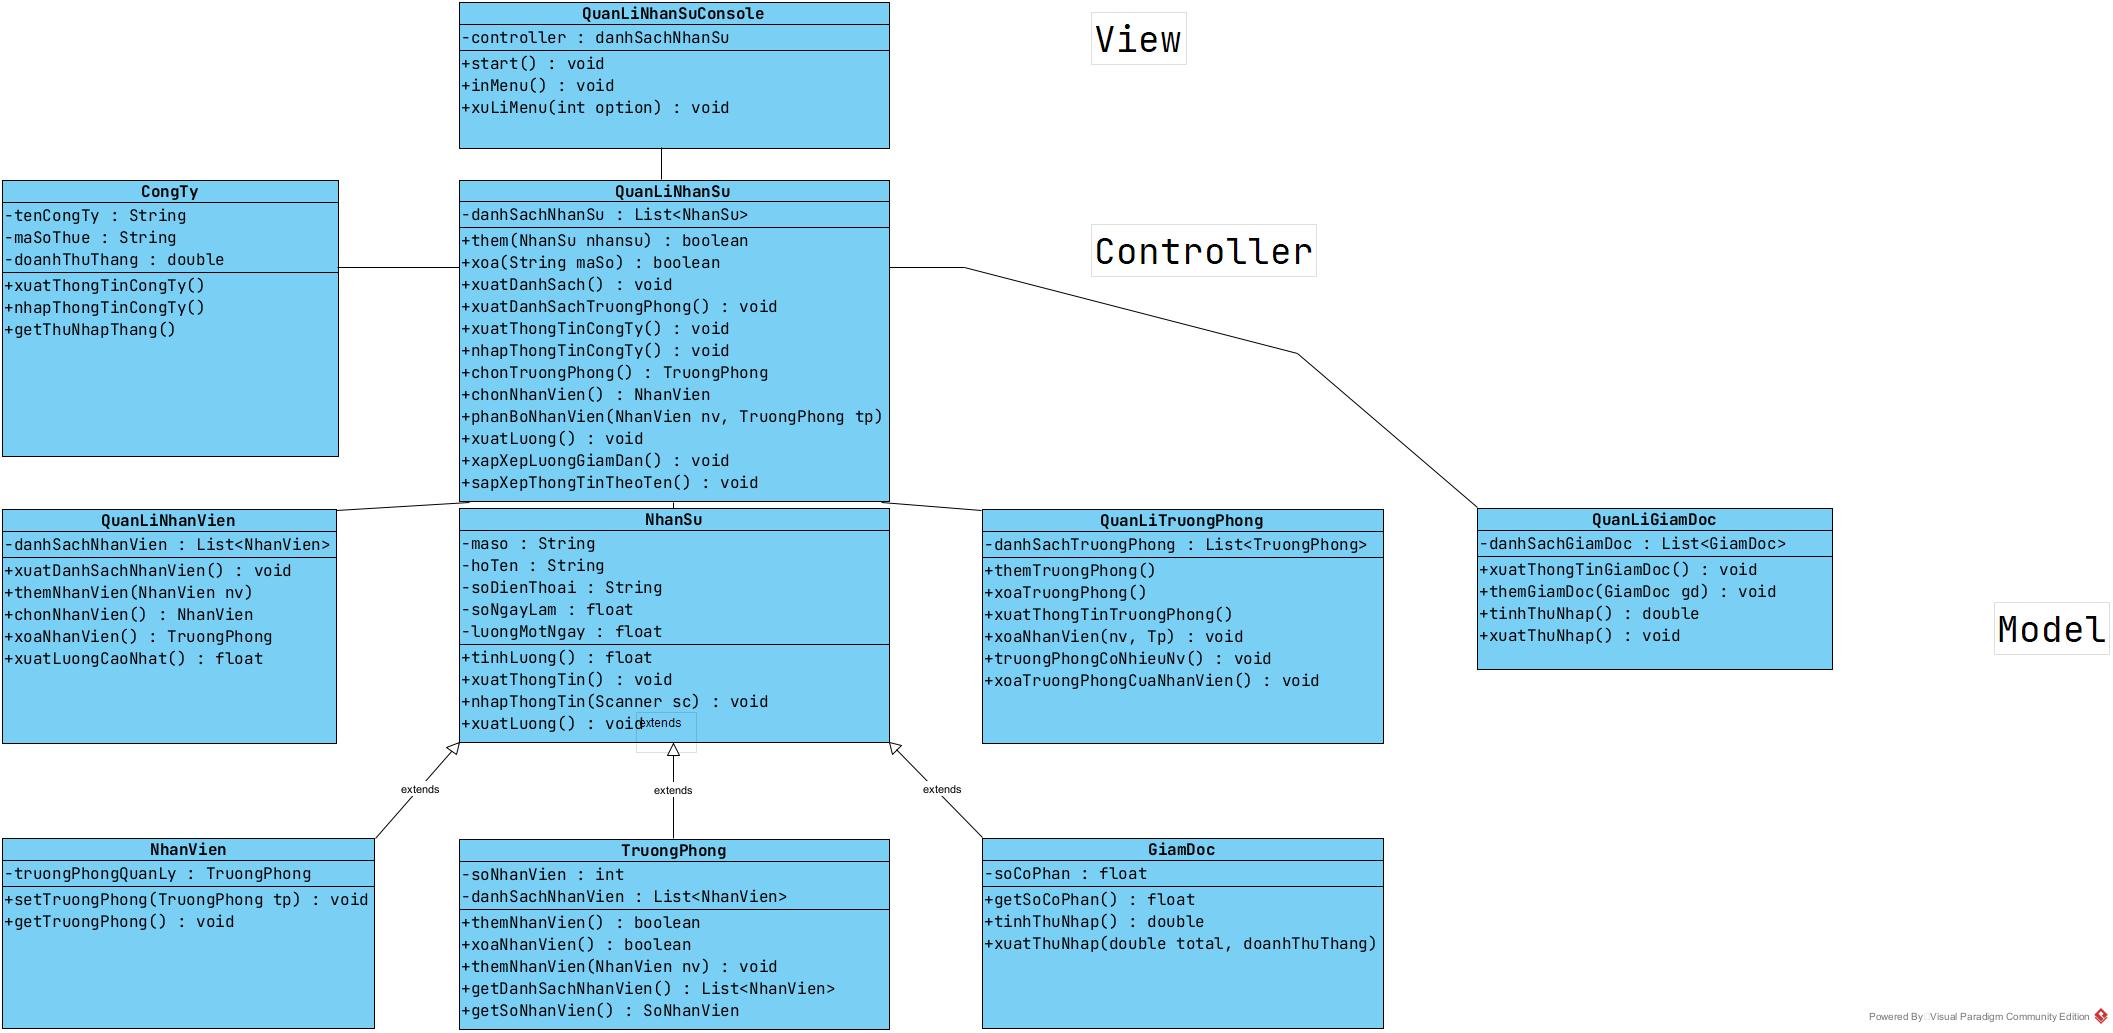 QuanLiNhanSuConsole
-controller : danhSachNhanSu
+start() : void
+inMenu() : void
+xuLiMenu(int option) : void
View
CongTy
-tenCongTy : String
-maSoThue : String
-doanhThuThang : double
+xuatThongTinCongTy()
+nhapThongTinCongTy()
+getThuNhapThang()
QuanLiNhanSu
-danhSachNhanSu : List<NhanSu>
+them(NhanSu nhansu) : boolean
+xoa(String maSo) : boolean
+xuatDanhSach() : void
+xuatDanhSachTruongPhong() : void
+xuatThongTinCongTy() : void
+nhapThongTinCongTy() : void
+chonTruongPhong() : TruongPhong
+chonNhanVien() : NhanVien
+phanBoNhanVien(NhanVien nv, TruongPhong tp)
+xuatLuong() : void
+xapXepLuongGiamDan() : void
+sapXepThongTinTheoTen() : void
Controller
QuanLiNhanVien
-danhSachNhanVien : List<NhanVien>
+xuatDanhSachNhanVien() : void
+themNhanVien(NhanVien nv)
+chonNhanVien() : NhanVien
+xoaNhanVien() : TruongPhong
+xuatLuongCaoNhat() : float
NhanSu
-maso : String
-hoTen : String
-soDienThoai : String
-soNgayLam : float
-luongMotNgay : float
+tinhLuong() : float
+xuatThongTin() : void
+nhapThongTin(Scanner sc) : void
+xuatLuong() : void
extends
QuanLiTruongPhong
-danhSachTruongPhong : List<TruongPhong>
+themTruongPhong()
+xoaTruongPhong()
+xuatThongTinTruongPhong()
+xoaNhanVien(nv, Tp) : void
+truongPhongCoNhieuNv() : void
+xoaTruongPhongCuaNhanVien() : void
QuanLiGiamDoc
-danhSachGiamDoc : List<GiamDoc>
+xuatThongTinGiamDoc() : void
+themGiamDoc(GiamDoc gd) : void
+tinhThuNhap() : double
+xuatThuNhap() : void
Model
extends
extends
extends
NhanVien
-truongPhongQuanLy : TruongPhong
+setTruongPhong(TruongPhong tp) : void
+getTruongPhong() : void
TruongPhong
-soNhanVien : int
-danhSachNhanVien : List<NhanVien>
+themNhanVien() : boolean
+xoaNhanVien() : boolean
+themNhanVien(NhanVien nv) : void
+getDanhSachNhanVien() : List<NhanVien>
+getSoNhanVien() : SoNhanVien
GiamDoc
-soCoPhan : float
+getSoCoPhan() : float
+tinhThuNhap() : double
+xuatThuNhap(double total, doanhThuThang)
Powered By Visual Paradigm Community Edition